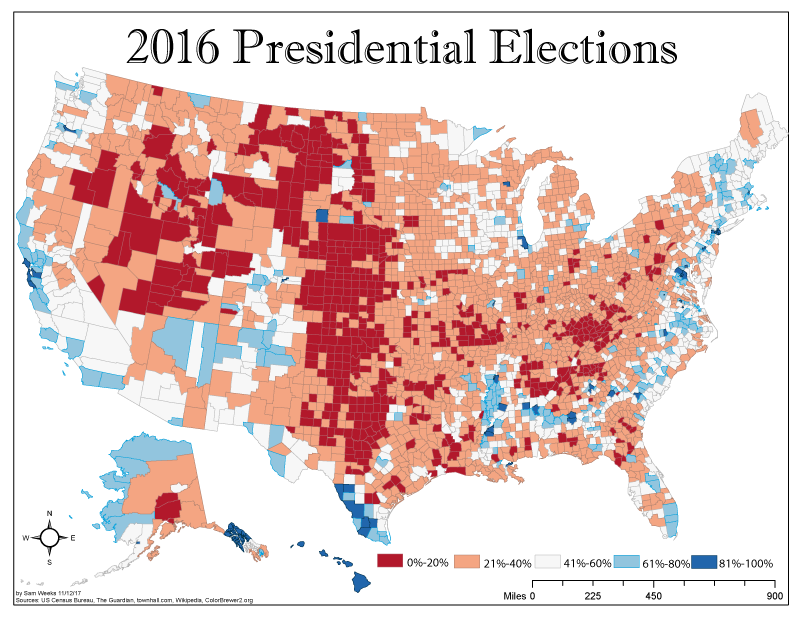 2016 Presidential Elections
N
W E
S
0%-20% 21%-40% 41%-60% 61%-80% 81%-100%
Miles 0 225 450 900
by Sam Weeks 11/12/17
Sources: US Census Bureau, The Guardian, townhall.com, Wikipedia, ColorBrewer2.org